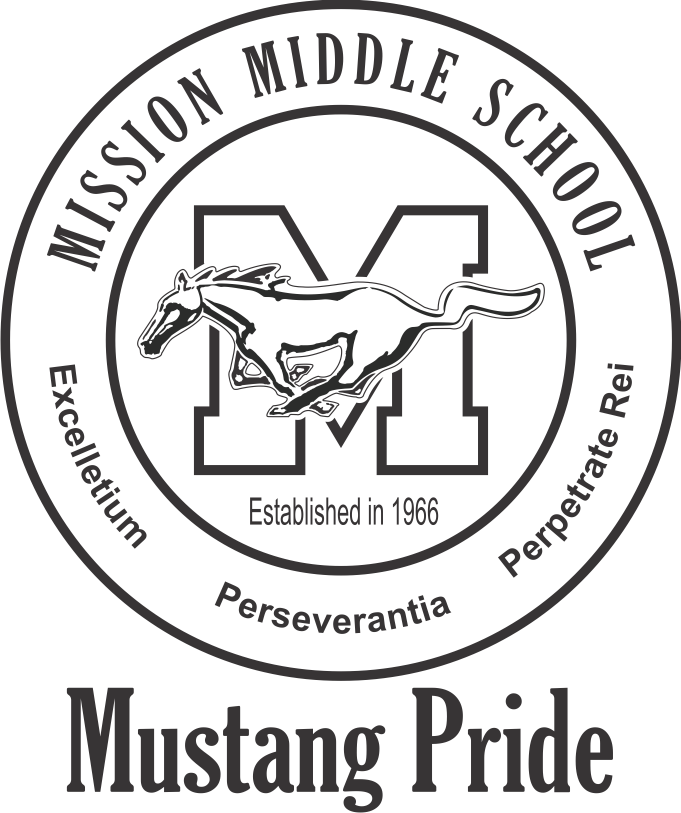 MISSION MIDDLE SCHOOL
M
Established in 1966
Excelletium
Perseverantia
Perpetrate Rei
Mustang Pride